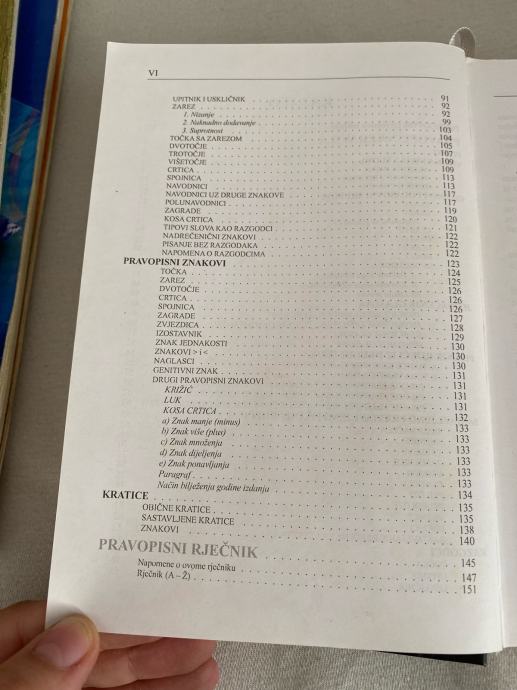 VI
UPITNIK I USKLIČNIK 91
ZAREZ 92
1. Nizanje 92
2. Naknadno dodavanje 99
3. Suprotnost 103
TOČKA SA ZAREZOM 104
DVOTOČJE 105
TROTOČJE 107
VIŠETOČJE 109
CRTICA 109
SPOJNICA 113
NAVODNICI 113
NAVODNICI UZ DRUGE ZNAKOVE 117
POLUNAVODNICI 117
ZAGRADE 119
KOSA CRTICA 120
TIPOVI SLOVA KAO RAZGODCI 121
NADREČENIČNI ZNAKOVI 122
PISANJE BEZ RAZGODAKA 122
NAPOMENA O RAZGODCIMA 122
PRAVOPISNI ZNAKOVI 123
TOČKA 124
ZAREZ 125
DVOTOČJE 126
CRTICA 126
SPOJNICA 126
ZAGRADE 127
ZVJEZDICA 128
IZOSTAVNIK 129
ZNAK JEDNAKOSTI 130
ZNAKOVI > i < 130
NAGLASCI 130
GENITIVNI ZNAK 131
DRUGI PRAVOPISNI ZNAKOVI 131
KRIŽIĆ 131
LUK 131
KOSA CRTICA 132
a) Znak manje (minus) 133
b) Znak više (plus) 133
c) Znak množenja 133
d) Znak dijeljenja 133
e) Znak ponavljanja 133
Paragraf 133
Način bilježenja godine izdanja 134
KRATICE 135
OBIČNE KRATICE 135
SASTAVLJENE KRATICE 138
ZNAKOVI 140
PRAVOPISNI RJEČNIK 145
Napomene o ovome rječniku 147
Rječnik (A – Ž) 151